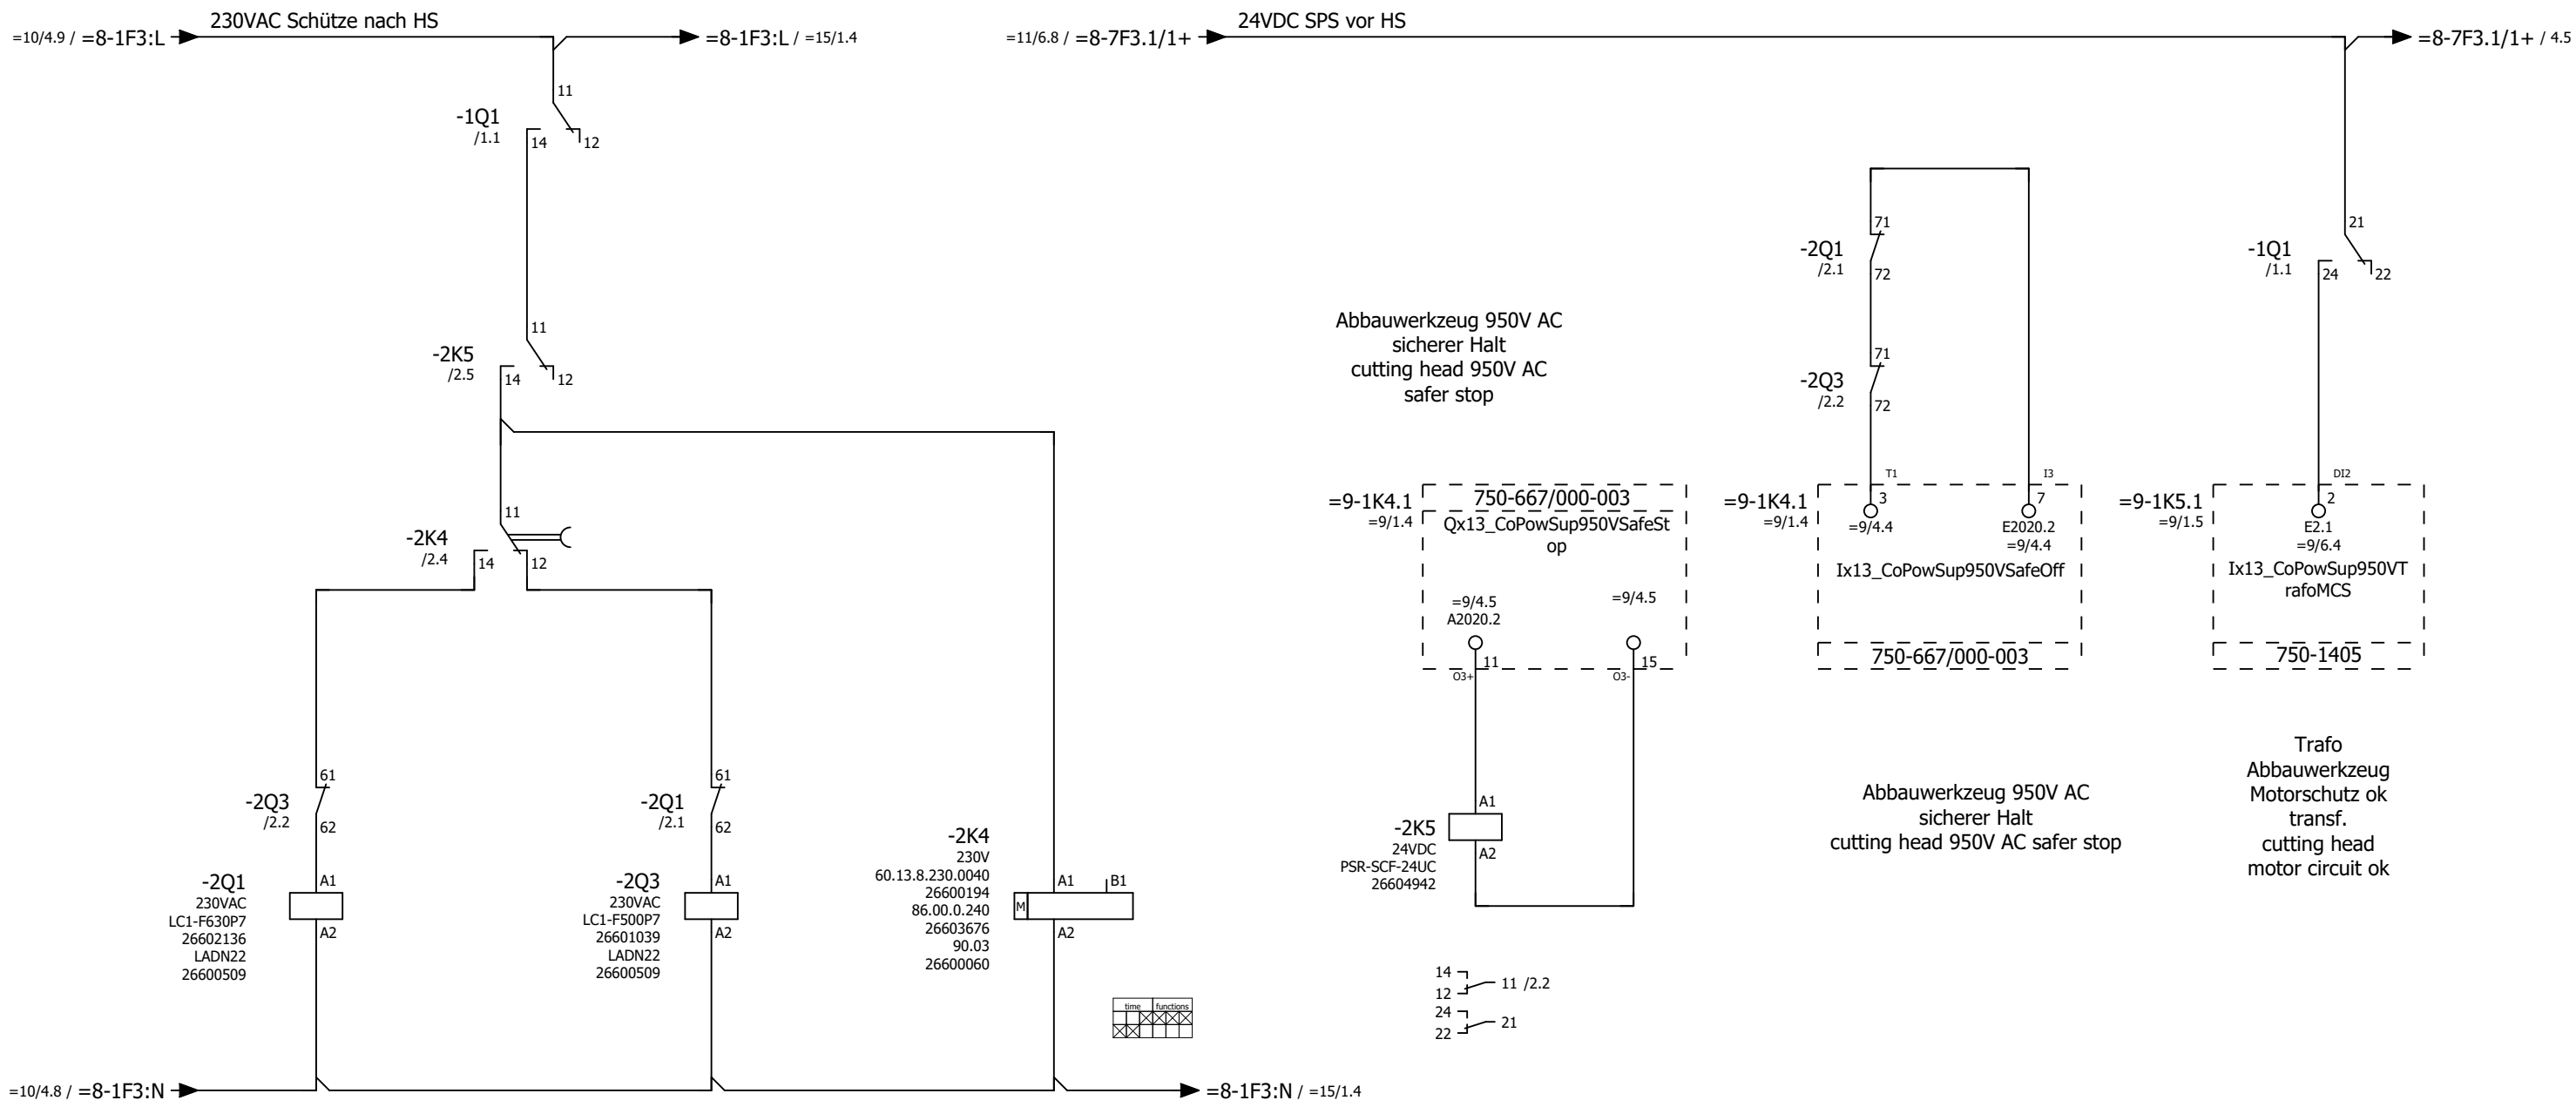 230VAC Schütze nach HS
24VDC SPS vor HS
=10/4.9 / =8-1F3:L
=8-1F3:L / =15/1.4
=11/6.8 / =8-7F3.1/1+
=8-7F3.1/1+ / 4.5
11
-1Q1
/1.1
14
12
11
-2K5
/2.5
14
12
11
-2K4
/2.4
14
12
61
-2Q3
/2.2
62
-2Q1
230VAC
LC1-F630P7
26602136
LADN22
26600509
A1
A2
61
-2Q1
/2.1
62
-2Q3
230VAC
LC1-F500P7
26601039
LADN22
26600509
A1
A2
-2K4
230V
60.13.8.230.0040
26600194
86.00.0.240
26603676
90.03
26600060
A1
B1
M
A2
time functions
=10/4.8 / =8-1F3:N
=8-1F3:N / =15/1.4
Abbauwerkzeug 950V AC
sicherer Halt
cutting head 950V AC
safer stop
=9-1K4.1
=9/1.4
750-667/000-003
Qx13_CoPowSup950VSafeSt
op
=9/4.5
A2020.2
=9/4.5
11
15
O3+
O3-
A1
-2K5
24VDC
PSR-SCF-24UC
26604942
A2
14
12
11 /2.2
24
22
21
71
-2Q1
/2.1
72
71
-2Q3
/2.2
72
T1
I3
=9-1K4.1
=9/1.4
3
7
=9/4.4
E2020.2
=9/4.4
Ix13_CoPowSup950VSafeOff
750-667/000-003
Abbauwerkzeug 950V AC
sicherer Halt
cutting head 950V AC safer stop
21
-1Q1
/1.1
24
22
DI2
=9-1K5.1
=9/1.5
2
E2.1
=9/6.4
Ix13_CoPowSup950VT
rafoMCS
750-1405
Trafo
Abbauwerkzeug
Motorschutz ok
transf.
cutting head
motor circuit ok